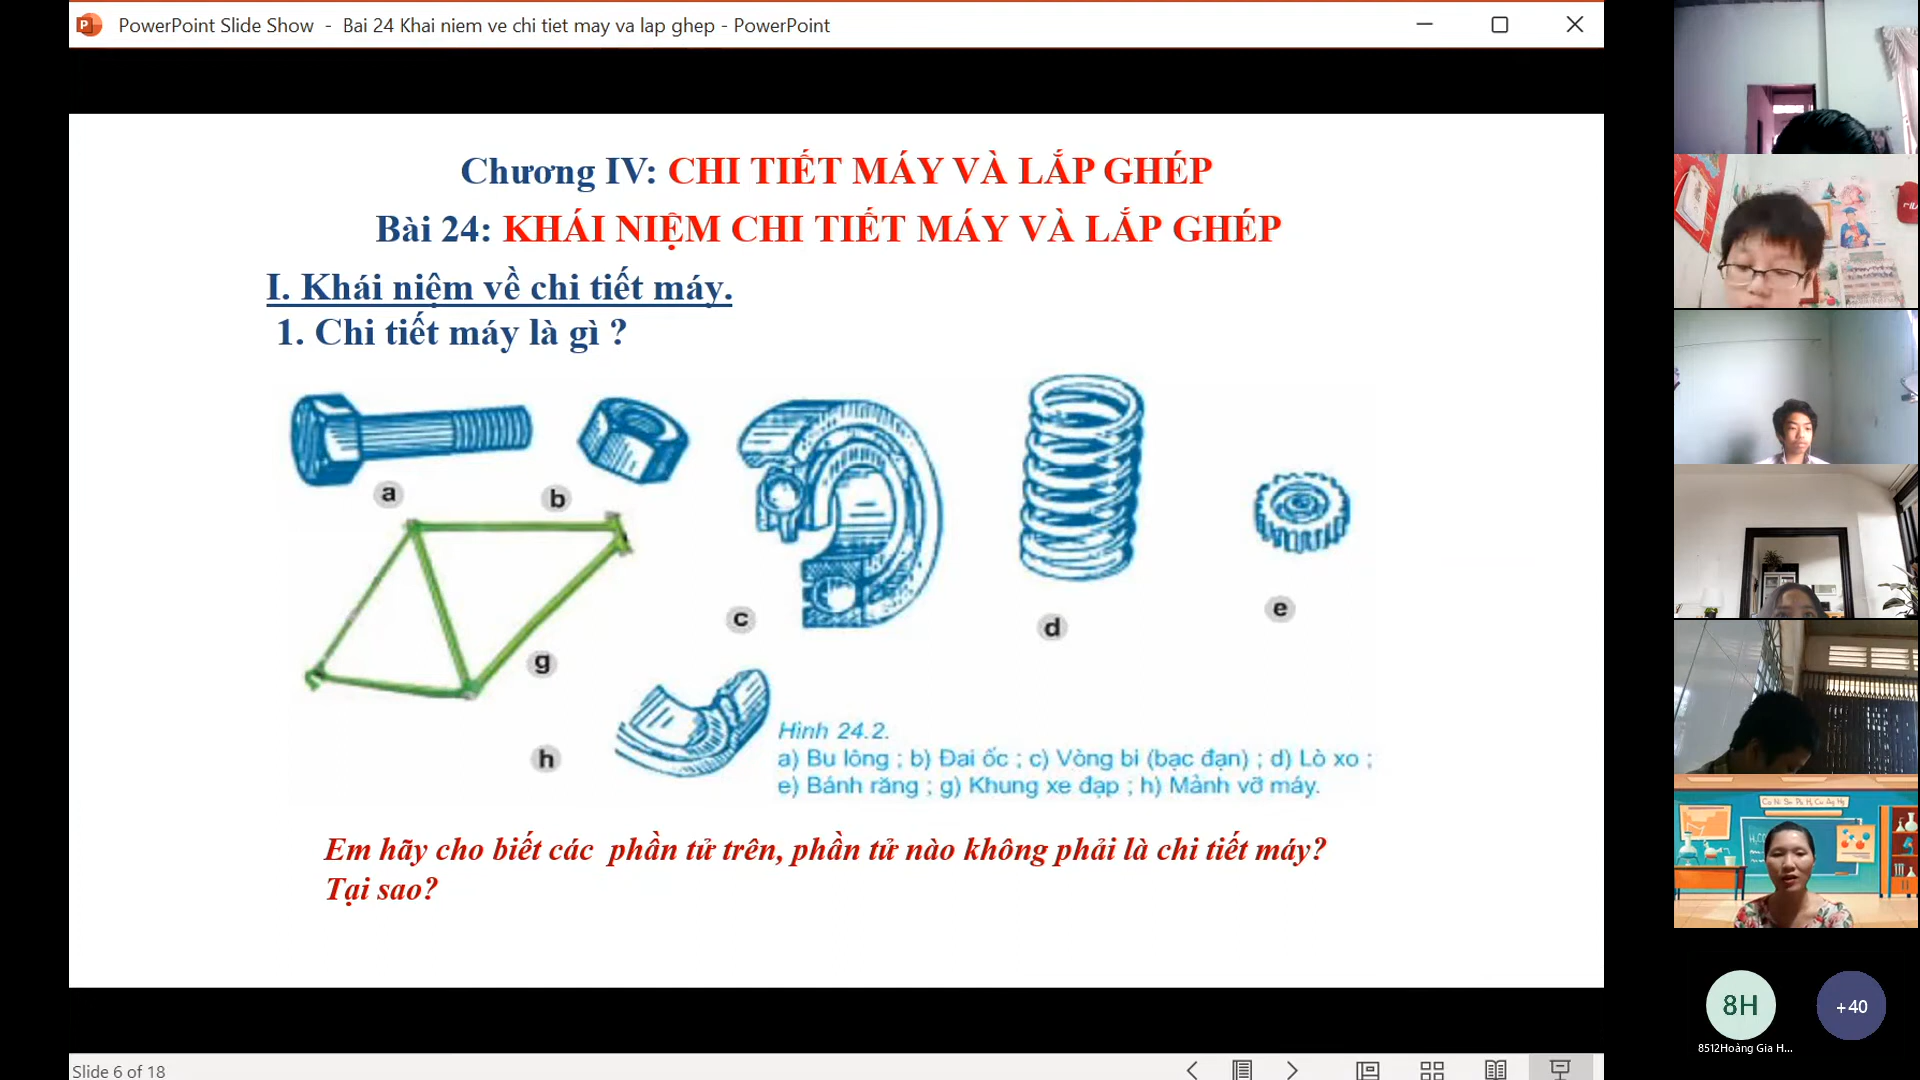 PowerPoint Slide Show - Bai 24 Khai niem ve chi tiet may va lap ghep - PowerPoint
Chương IV: CHI TIẾT MÁY VÀ LẮP GHÉP
Bài 24: KHÁI NIỆM CHI TIẾT MÁY VÀ LẮP GHÉP
I. Khái niệm về chi tiết máy.
1. Chi tiết máy là gì ?
a
b
c
d
e
g
h
Hình 24.2.
a) Bu lông ; b) Đai ốc ; c) Vòng bi (bạc đạn) ; d) Lò xo ;
e) Bánh răng ; g) Khung xe đạp ; h) Mảnh vỡ máy.
Em hãy cho biết các phần tử trên, phần tử nào không phải là chi tiết máy?
Tại sao?
8H
+40
8512Hoàng Gia H...
Slide 6 of 18